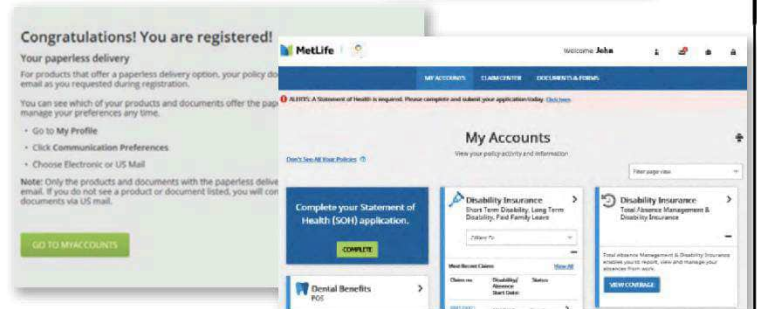 Congratulations! You are registered!
Your paperless delivery
For products that offer a paperless delivery option, your policy do
email as you requested during registration.
You can see which of your products and documents offer the pap
manage your preferences any time.
• Go to My Profile
• Click Communication Preferences
• Choose Electronic or US Mail
Note: Only the products and documents with the paperless delive
email. If you do not see a product or document listed, you will con
documents via US mail.
GO TO MYACCOUNTS
MetLife
Welcome John
MY ACCOUNTS CLAIM CENTER DOCUMENTS & FORMS
ALERTS: A Statement of Health is required. Please complete and submit your application today. Click here
My Accounts
View your policy activity and information
Don't See All Your Policies
Filter page view
Complete your Statement of
Health (SOH) application.
COMPLETE
Dental Benefits
POS
Disability Insurance
Short Term Disability, Long Term
Disability, Paid Family
Leave
Most Recent Claims View All
Claim no. Disability/ Status
Absence
Start Date
Disability Insurance
Total Absence Management &
Disability Insurance
Total Absence Management & Disability Insurance
enables you to report, view and manage your
absences from work.
VIEW COVERAGE